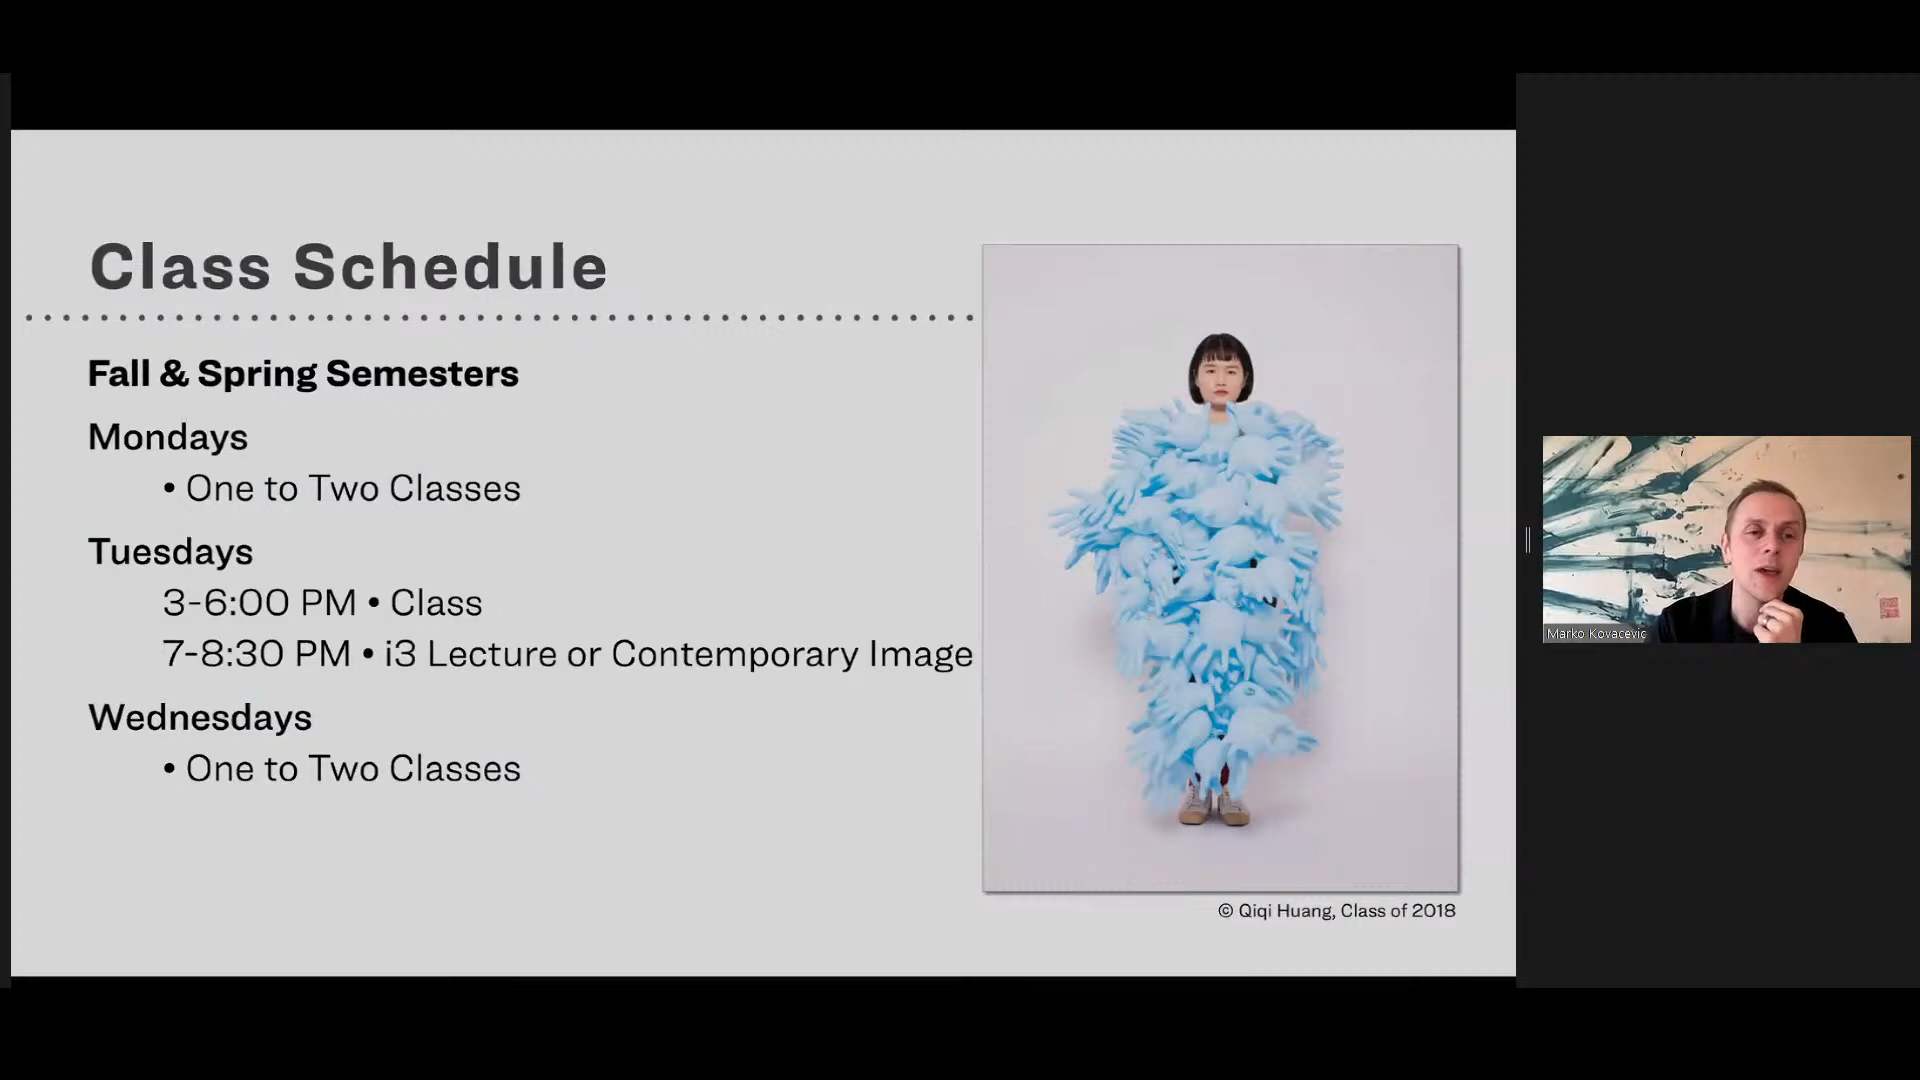 Class Schedule
Fall & Spring Semesters
Mondays
• One to Two Classes
Tuesdays
3-6:00 PM • Class
7-8:30 PM • i3 Lecture or Contemporary Image
Wednesdays
• One to Two Classes
© Qiqi Huang, Class of 2018
Marko Kovacevic